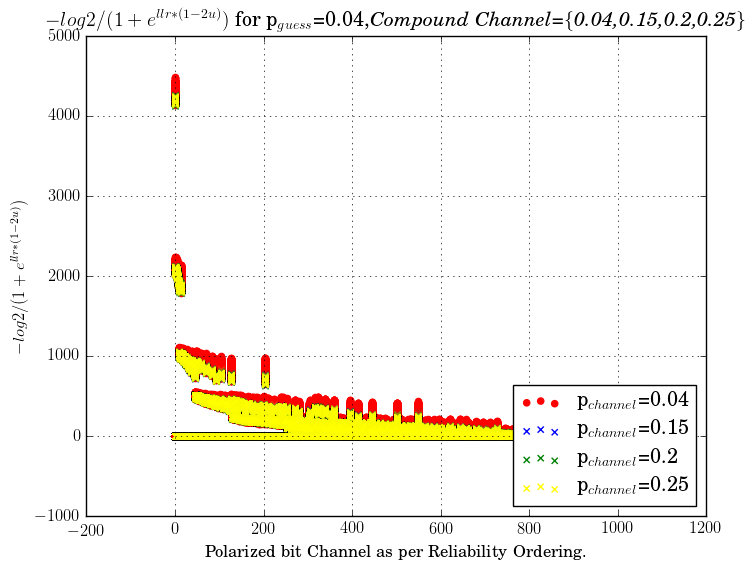 −log2/(1 + e^{llr∗(1−2u)}) for p_{guess}=0.04,Compound Channel={0.04,0.15,0.2,0.25}
5000
4000
3000
2000
1000
0
−1000
−log2/(1 + e^{llr∗(1−2u)})
−200
0
200
400
600
800
1000
1200
Polarized bit Channel as per Reliability Ordering.
p_{channel}=0.04
p_{channel}=0.15
p_{channel}=0.2
p_{channel}=0.25